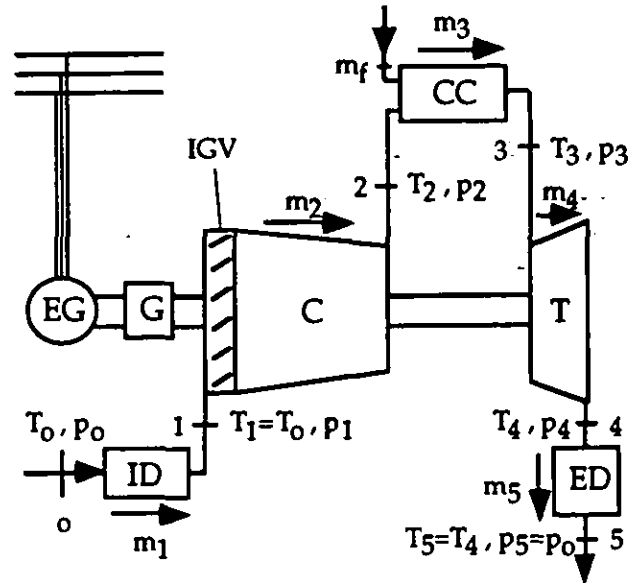 m3
mf
CC
IGV
3
T3, p3
2
T2, p2
m2
m4
EG
G
C
T
To, po
1
T1=To, p1
T4, p4
4
ID
ED
o
m1
m5
T5=T4, p5=po
5